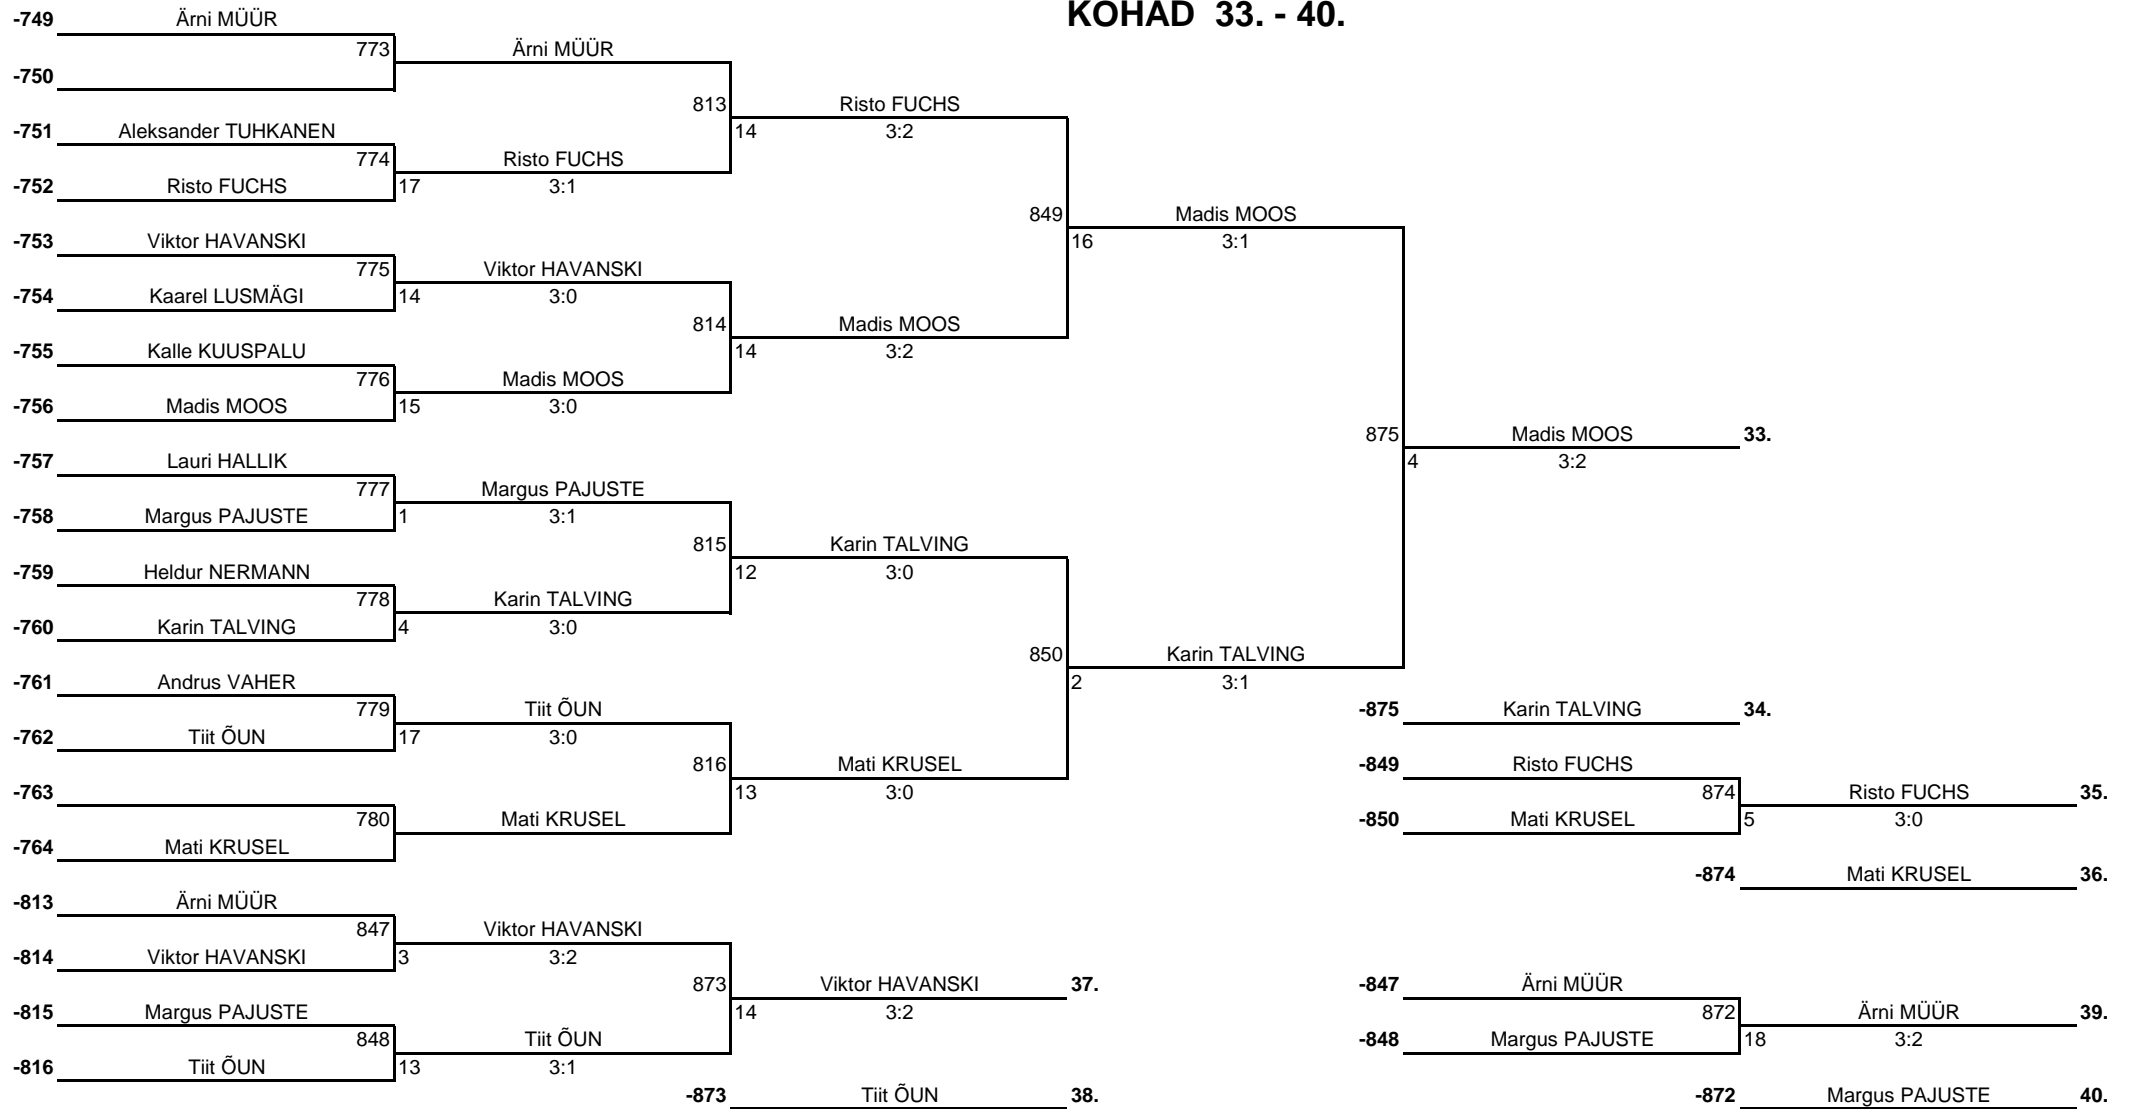 KOHAD 33. - 40.
-749 Ärni MÜÜR
773 Ärni MÜÜR
-750
813 Risto FUCHS
-751 Aleksander TUHKANEN 14 3:2
774 Risto FUCHS
-752 Risto FUCHS 17 3:1
849 Madis MOOS
-753 Viktor HAVANSKI 16 3:1
775 Viktor HAVANSKI
-754 Kaarel LUSMÄGI 14 3:0
814 Madis MOOS
-755 Kalle KUUSPALU 14 3:2
776 Madis MOOS
-756 Madis MOOS 15 3:0
875 Madis MOOS 33.
-757 Lauri HALLIK 4 3:2
777 Margus PAJUSTE
-758 Margus PAJUSTE 1 3:1
815 Karin TALVING
-759 Heldur NERMANN 12 3:0
778 Karin TALVING
-760 Karin TALVING 4 3:0
850 Karin TALVING
-761 Andrus VAHER 2 3:1
779 Tiit ÕUN -875 Karin TALVING 34.
-762 Tiit ÕUN 17 3:0
816 Mati KRUSEL -849 Risto FUCHS
-763 13 3:0 874 Risto FUCHS 35.
780 Mati KRUSEL -850 Mati KRUSEL 5 3:0
-764 Mati KRUSEL
-874 Mati KRUSEL 36.
-813 Ärni MÜÜR
847 Viktor HAVANSKI
-814 Viktor HAVANSKI 3 3:2
873 Viktor HAVANSKI 37. -847 Ärni MÜÜR
-815 Margus PAJUSTE 14 3:2 872 Ärni MÜÜR 39.
848 Tiit ÕUN -848 Margus PAJUSTE 18 3:2
-816 Tiit ÕUN 13 3:1
-873 Tiit ÕUN 38. -872 Margus PAJUSTE 40.